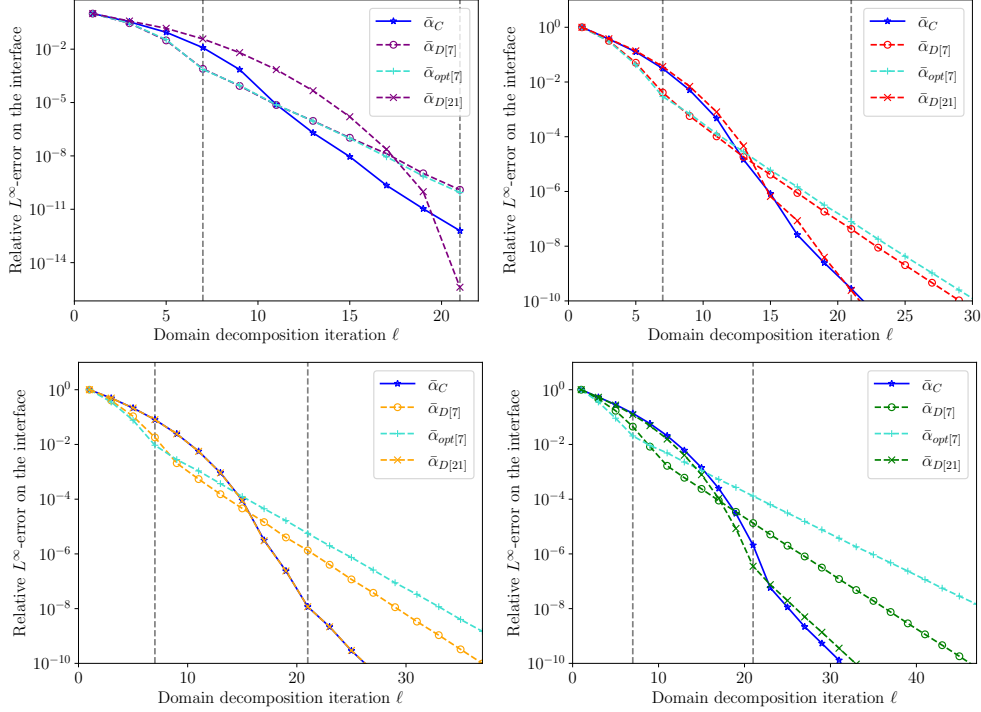 Relative L∞-error on the interface
10⁻²
10⁻⁵
10⁻⁸
10⁻¹¹
10⁻¹⁴
ᾱ_C
ᾱ_D[7]
ᾱ_opt[7]
ᾱ_D[21]
0 5 10 15 20
Domain decomposition iteration ℓ
Relative L∞-error on the interface
10⁰
10⁻²
10⁻⁴
10⁻⁶
10⁻⁸
10⁻¹⁰
ᾱ_C
ᾱ_D[7]
ᾱ_opt[7]
ᾱ_D[21]
0 5 10 15 20 25 30
Domain decomposition iteration ℓ
Relative L∞-error on the interface
10⁰
10⁻²
10⁻⁴
10⁻⁶
10⁻⁸
10⁻¹⁰
ᾱ_C
ᾱ_D[7]
ᾱ_opt[7]
ᾱ_D[21]
0 10 20 30
Domain decomposition iteration ℓ
Relative L∞-error on the interface
10⁰
10⁻²
10⁻⁴
10⁻⁶
10⁻⁸
10⁻¹⁰
ᾱ_C
ᾱ_D[7]
ᾱ_opt[7]
ᾱ_D[21]
0 10 20 30 40
Domain decomposition iteration ℓ